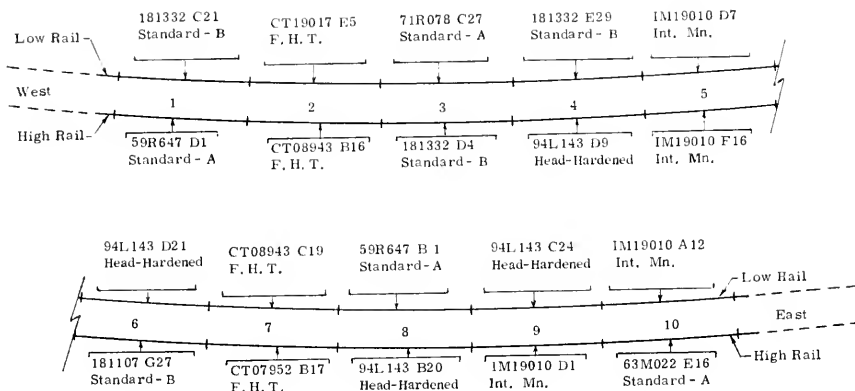 181332 C21
Standard - B
CT19017 E5
F. H. T.
71R078 C27
Standard - A
181332 E29
Standard - B
IM19010 D7
Int. Mn.
Low Rail
West
1
2
3
4
5
High Rail
59R647 D1
Standard - A
CT08943 B16
F. H. T.
181332 D4
Standard - B
94L143 D9
Head-Hardened
IM19010 F16
Int. Mn.
94L143 D21
Head-Hardened
CT08943 C19
F. H. T.
59R647 B 1
Standard-A
94L143 C24
Head-Hardened
IM19010 A12
Int. Mn.
Low Rail
6
7
8
9
10
East
High Rail
181107 G27
Standard - B
CT07952 B17
F. H. T.
94L143 B20
Head-Hardened
IM19010 D1
Int. Mn.
63M022 E16
Standard - A